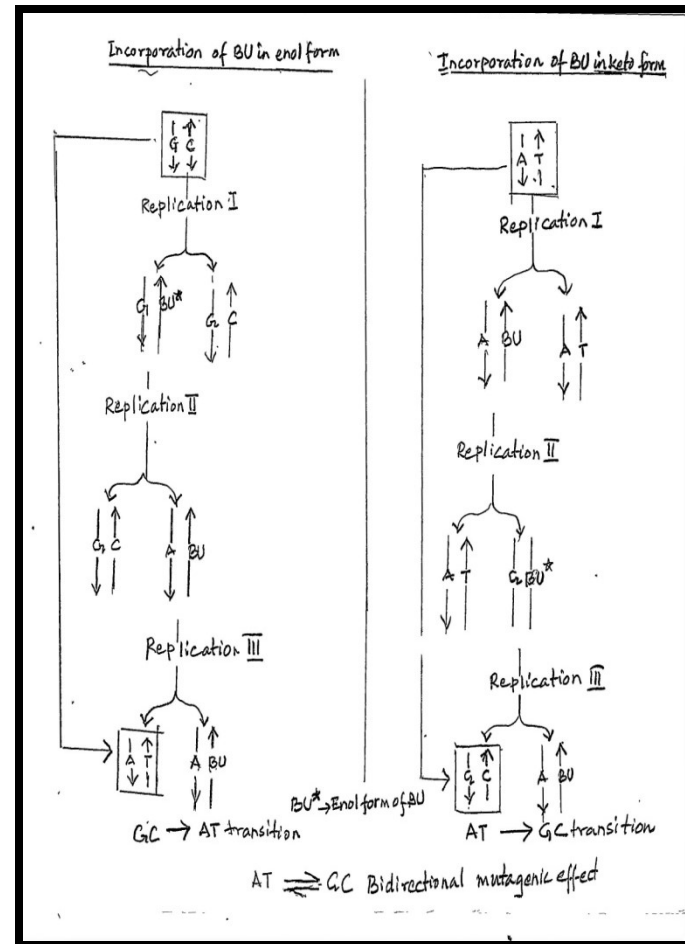 Incorporation of BU in enol form
G C
Replication I
G BU*
G C
Replication II
G C
A BU
Replication III
A T
A BU
GC → AT transition
Incorporation of BU in keto form
A T
Replication I
A BU
A T
Replication II
A T
G BU*
Replication III
G C
A BU
AT → GC transition
BU* → Enol form of BU
AT ⇌ GC Bidirectional mutagenic effect